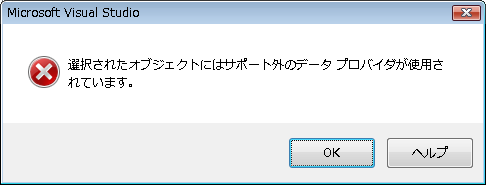 Microsoft Visual Studio
選択されたオブジェクトにはサポート外のデータ プロバイダが使用さ
れています。
OK
ヘルプ